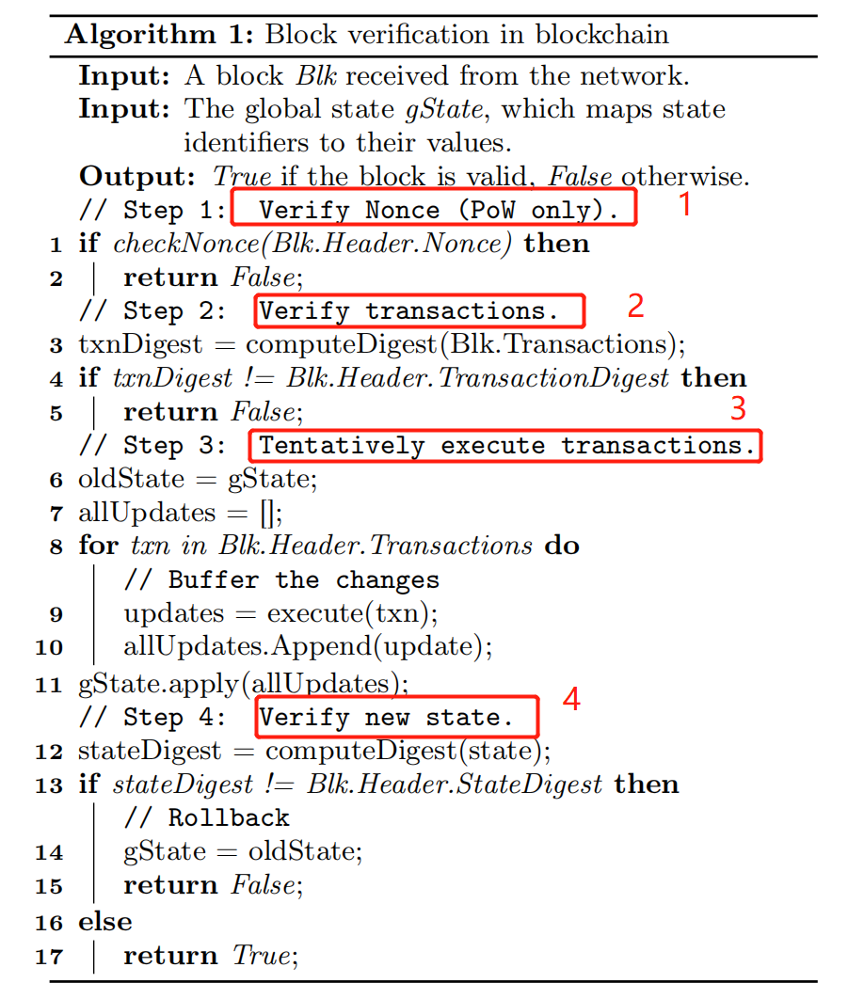 Algorithm 1: Block verification in blockchain
Input: A block Blk received from the network.
Input: The global state gState, which maps state
identifiers to their values.
Output: True if the block is valid, False otherwise.
// Step 1: Verify Nonce (PoW only). 1
1 if checkNonce(Blk.Header.Nonce) then
2 return False;
// Step 2: Verify transactions. 2
3 txnDigest = computeDigest(Blk.Transactions);
4 if txnDigest != Blk.Header.TransactionDigest then
5 return False; 3
// Step 3: Tentatively execute transactions.
6 oldState = gState;
7 allUpdates = [];
8 for txn in Blk.Header.Transactions do
// Buffer the changes
9 updates = execute(txn);
10 allUpdates.Append(update);
11 gState.apply(allUpdates);
// Step 4: Verify new state. 4
12 stateDigest = computeDigest(state);
13 if stateDigest != Blk.Header.StateDigest then
// Rollback
14 gState = oldState;
15 return False;
16 else
17 return True;